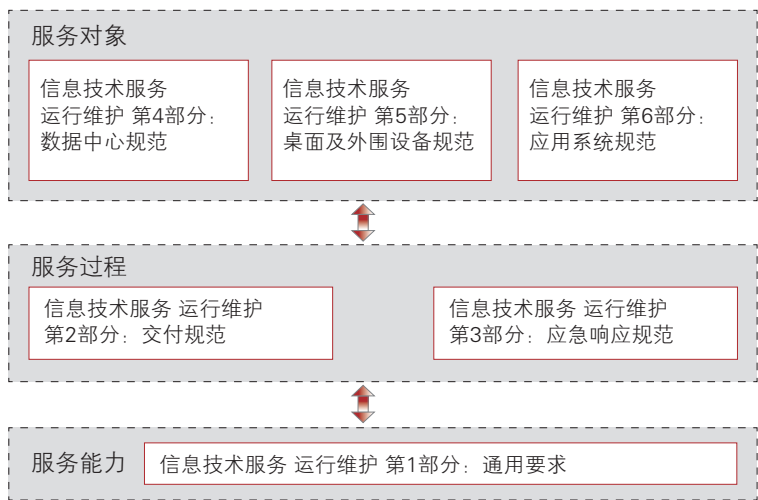 服务对象
信息技术服务
运行维护 第4部分：
数据中心规范
信息技术服务
运行维护 第5部分：
桌面及外围设备规范
信息技术服务
运行维护 第6部分：
应用系统规范
服务过程
信息技术服务 运行维护
第2部分：交付规范
信息技术服务 运行维护
第3部分：应急响应规范
服务能力
信息技术服务 运行维护 第1部分：通用要求